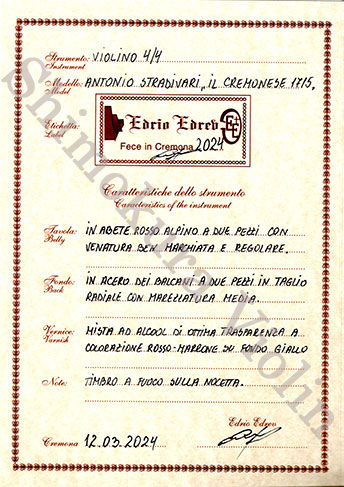 Strumento: VIOLINO 4/4
Instrument
Modello: ANTONIO STRADIVARI „IL CREMONESE 1715„
Model
Etichetta: Edrio Edrev
Label
Fece in Cremona 2024
Caratteristiche dello strumento
Caracteristics of the instrument
Tavola: IN ABETE ROSSO ALPINO A DUE PEZZI CON
Belly VENATURA BEN MARCHIATA E REGOLARE.
Fondo: IN ACERO DEI BALCANI A DUE PEZZI IN TAGLIO
Back RADIALE CON MAREZZATURA MEDIA.
Vernice: MISTA AD ALCOOL DI OTTIMA TRASPARENZA A
Varnish COLORAZIONE ROSSO-MARRONE SU FONDO GIALLO
Note: TIMBRO A FUOCO SULLA NOCETTA.
Edrio Edrev
Cremona 12.03.2024
Shimokura Violin